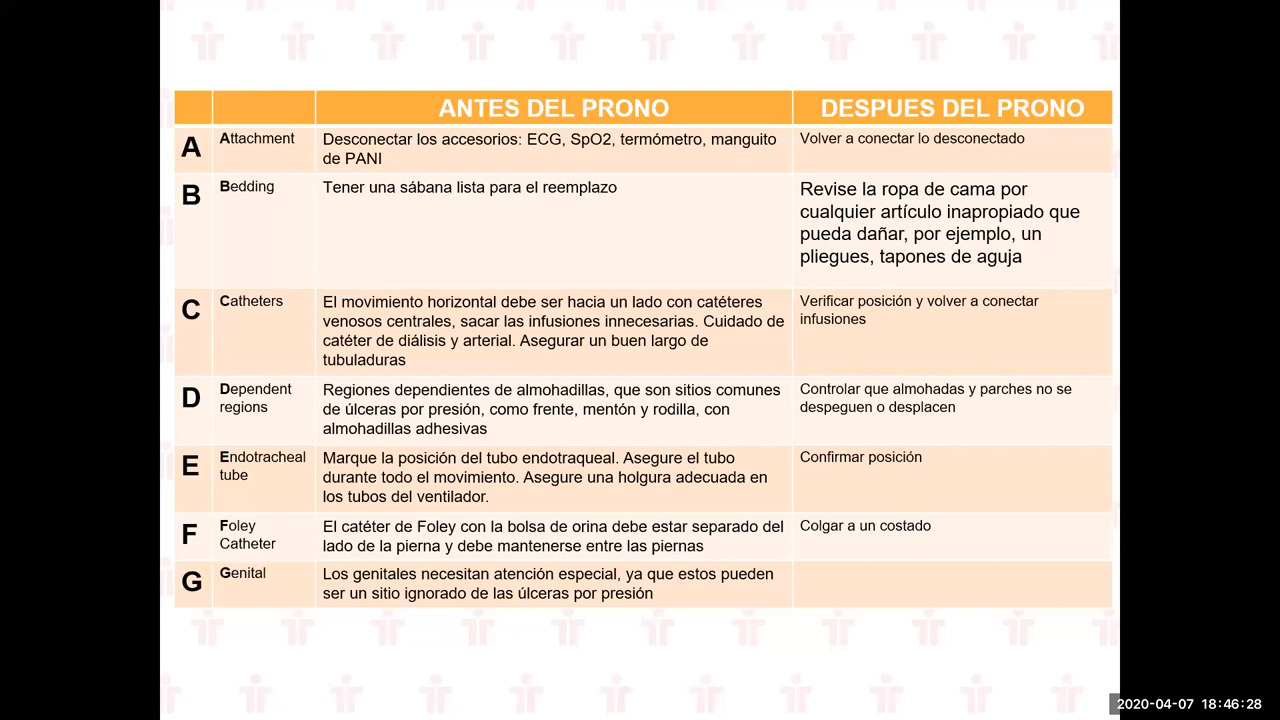 ANTES DEL PRONO
DESPUES DEL PRONO
A
Attachment
Desconectar los accesorios: ECG, SpO2, termómetro, manguito
de PANI
Volver a conectar lo desconectado
B
Bedding
Tener una sábana lista para el reemplazo
Revise la ropa de cama por
cualquier artículo inapropiado que
pueda dañar, por ejemplo, un
pliegues, tapones de aguja
C
Catheters
El movimiento horizontal debe ser hacia un lado con catéteres
venosos centrales, sacar las infusiones innecesarias. Cuidado de
catéter de diálisis y arterial. Asegurar un buen largo de
tubuladuras
Verificar posición y volver a conectar
infusiones
D
Dependent
regions
Regiones dependientes de almohadillas, que son sitios comunes
de úlceras por presión, como frente, mentón y rodilla, con
almohadillas adhesivas
Controlar que almohadas y parches no se
despeguen o desplacen
E
Endotracheal
tube
Marque la posición del tubo endotraqueal. Asegure el tubo
durante todo el movimiento. Asegure una holgura adecuada en
los tubos del ventilador.
Confirmar posición
F
Foley
Catheter
El catéter de Foley con la bolsa de orina debe estar separado del
lado de la pierna y debe mantenerse entre las piernas
Colgar a un costado
G
Genital
Los genitales necesitan atención especial, ya que estos pueden
ser un sitio ignorado de las úlceras por presión
2020-04-07 18:46:28